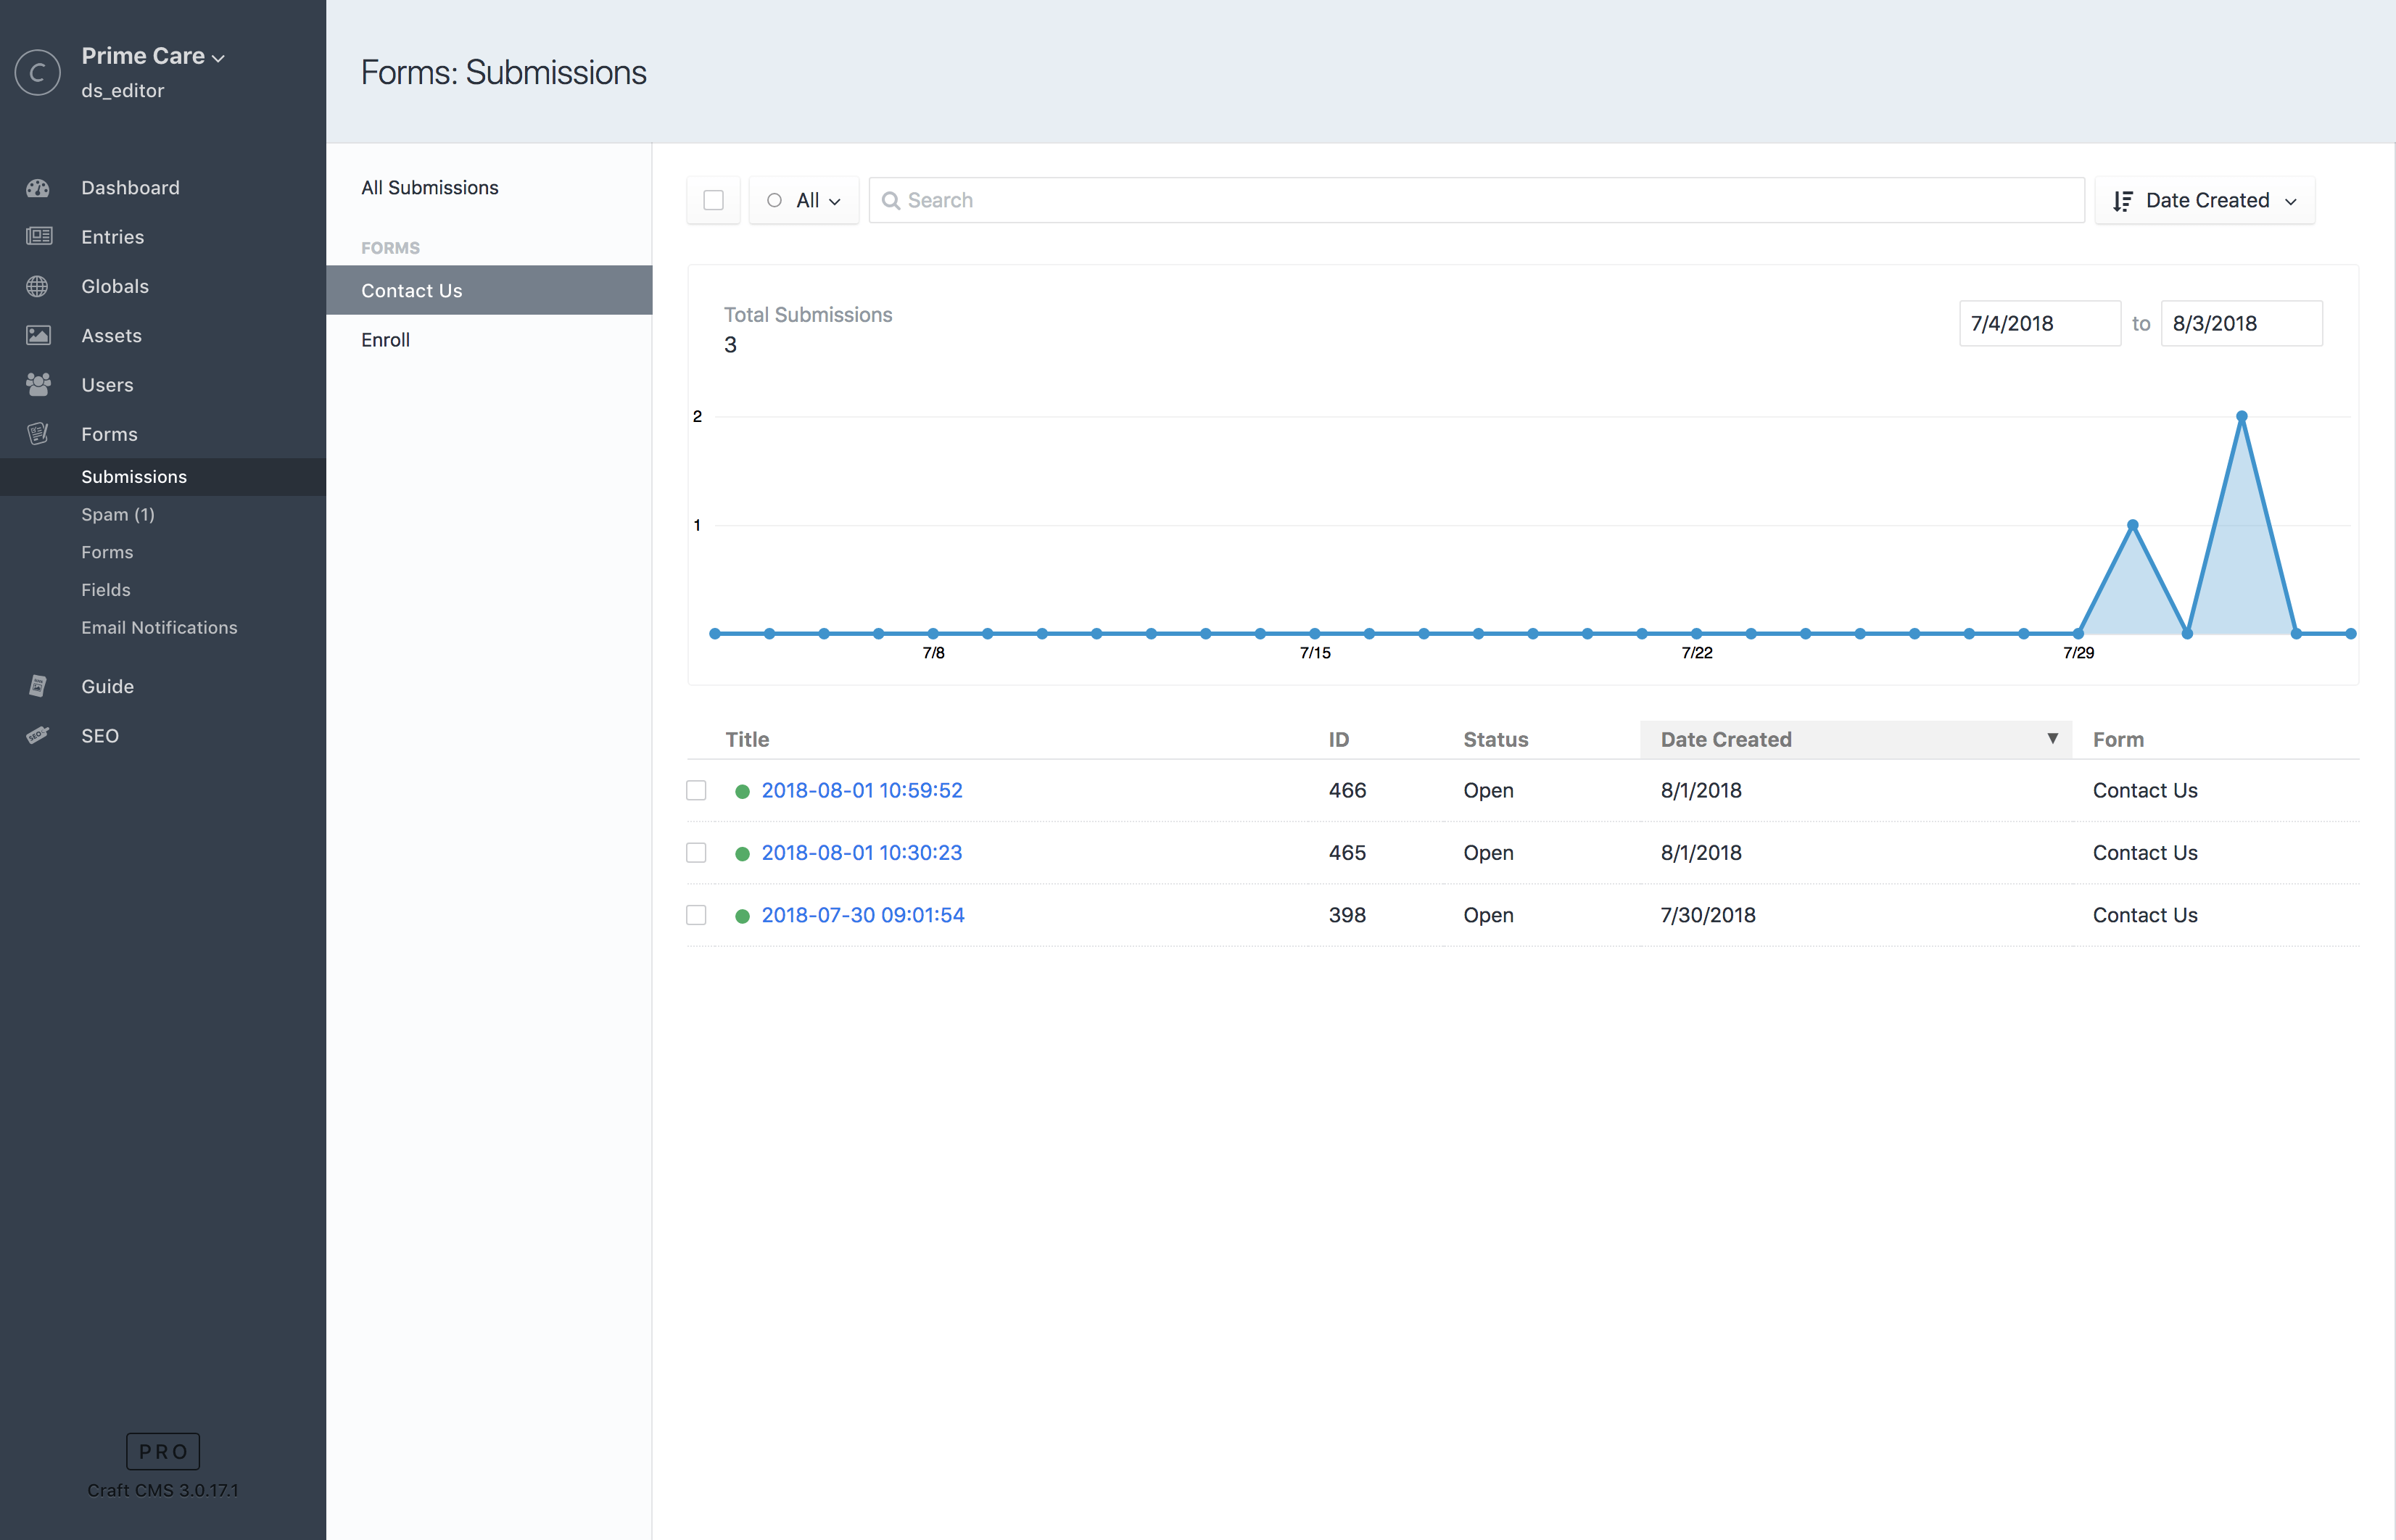 C
Prime Care
ds_editor
Dashboard
Entries
Globals
Assets
Users
Forms
Submissions
Spam (1)
Forms
Fields
Email Notifications
Guide
SEO
SEO
PRO
Craft CMS 3.0.17.1
Forms: Submissions
All Submissions
FORMS
Contact Us
Enroll
All
Search
Date Created
Total Submissions
3
7/4/2018 to 8/3/2018
2
1
7/8 7/15 7/22 7/29
Title ID Status Date Created Form
2018-08-01 10:59:52 466 Open 8/1/2018 Contact Us
2018-08-01 10:30:23 465 Open 8/1/2018 Contact Us
2018-07-30 09:01:54 398 Open 7/30/2018 Contact Us